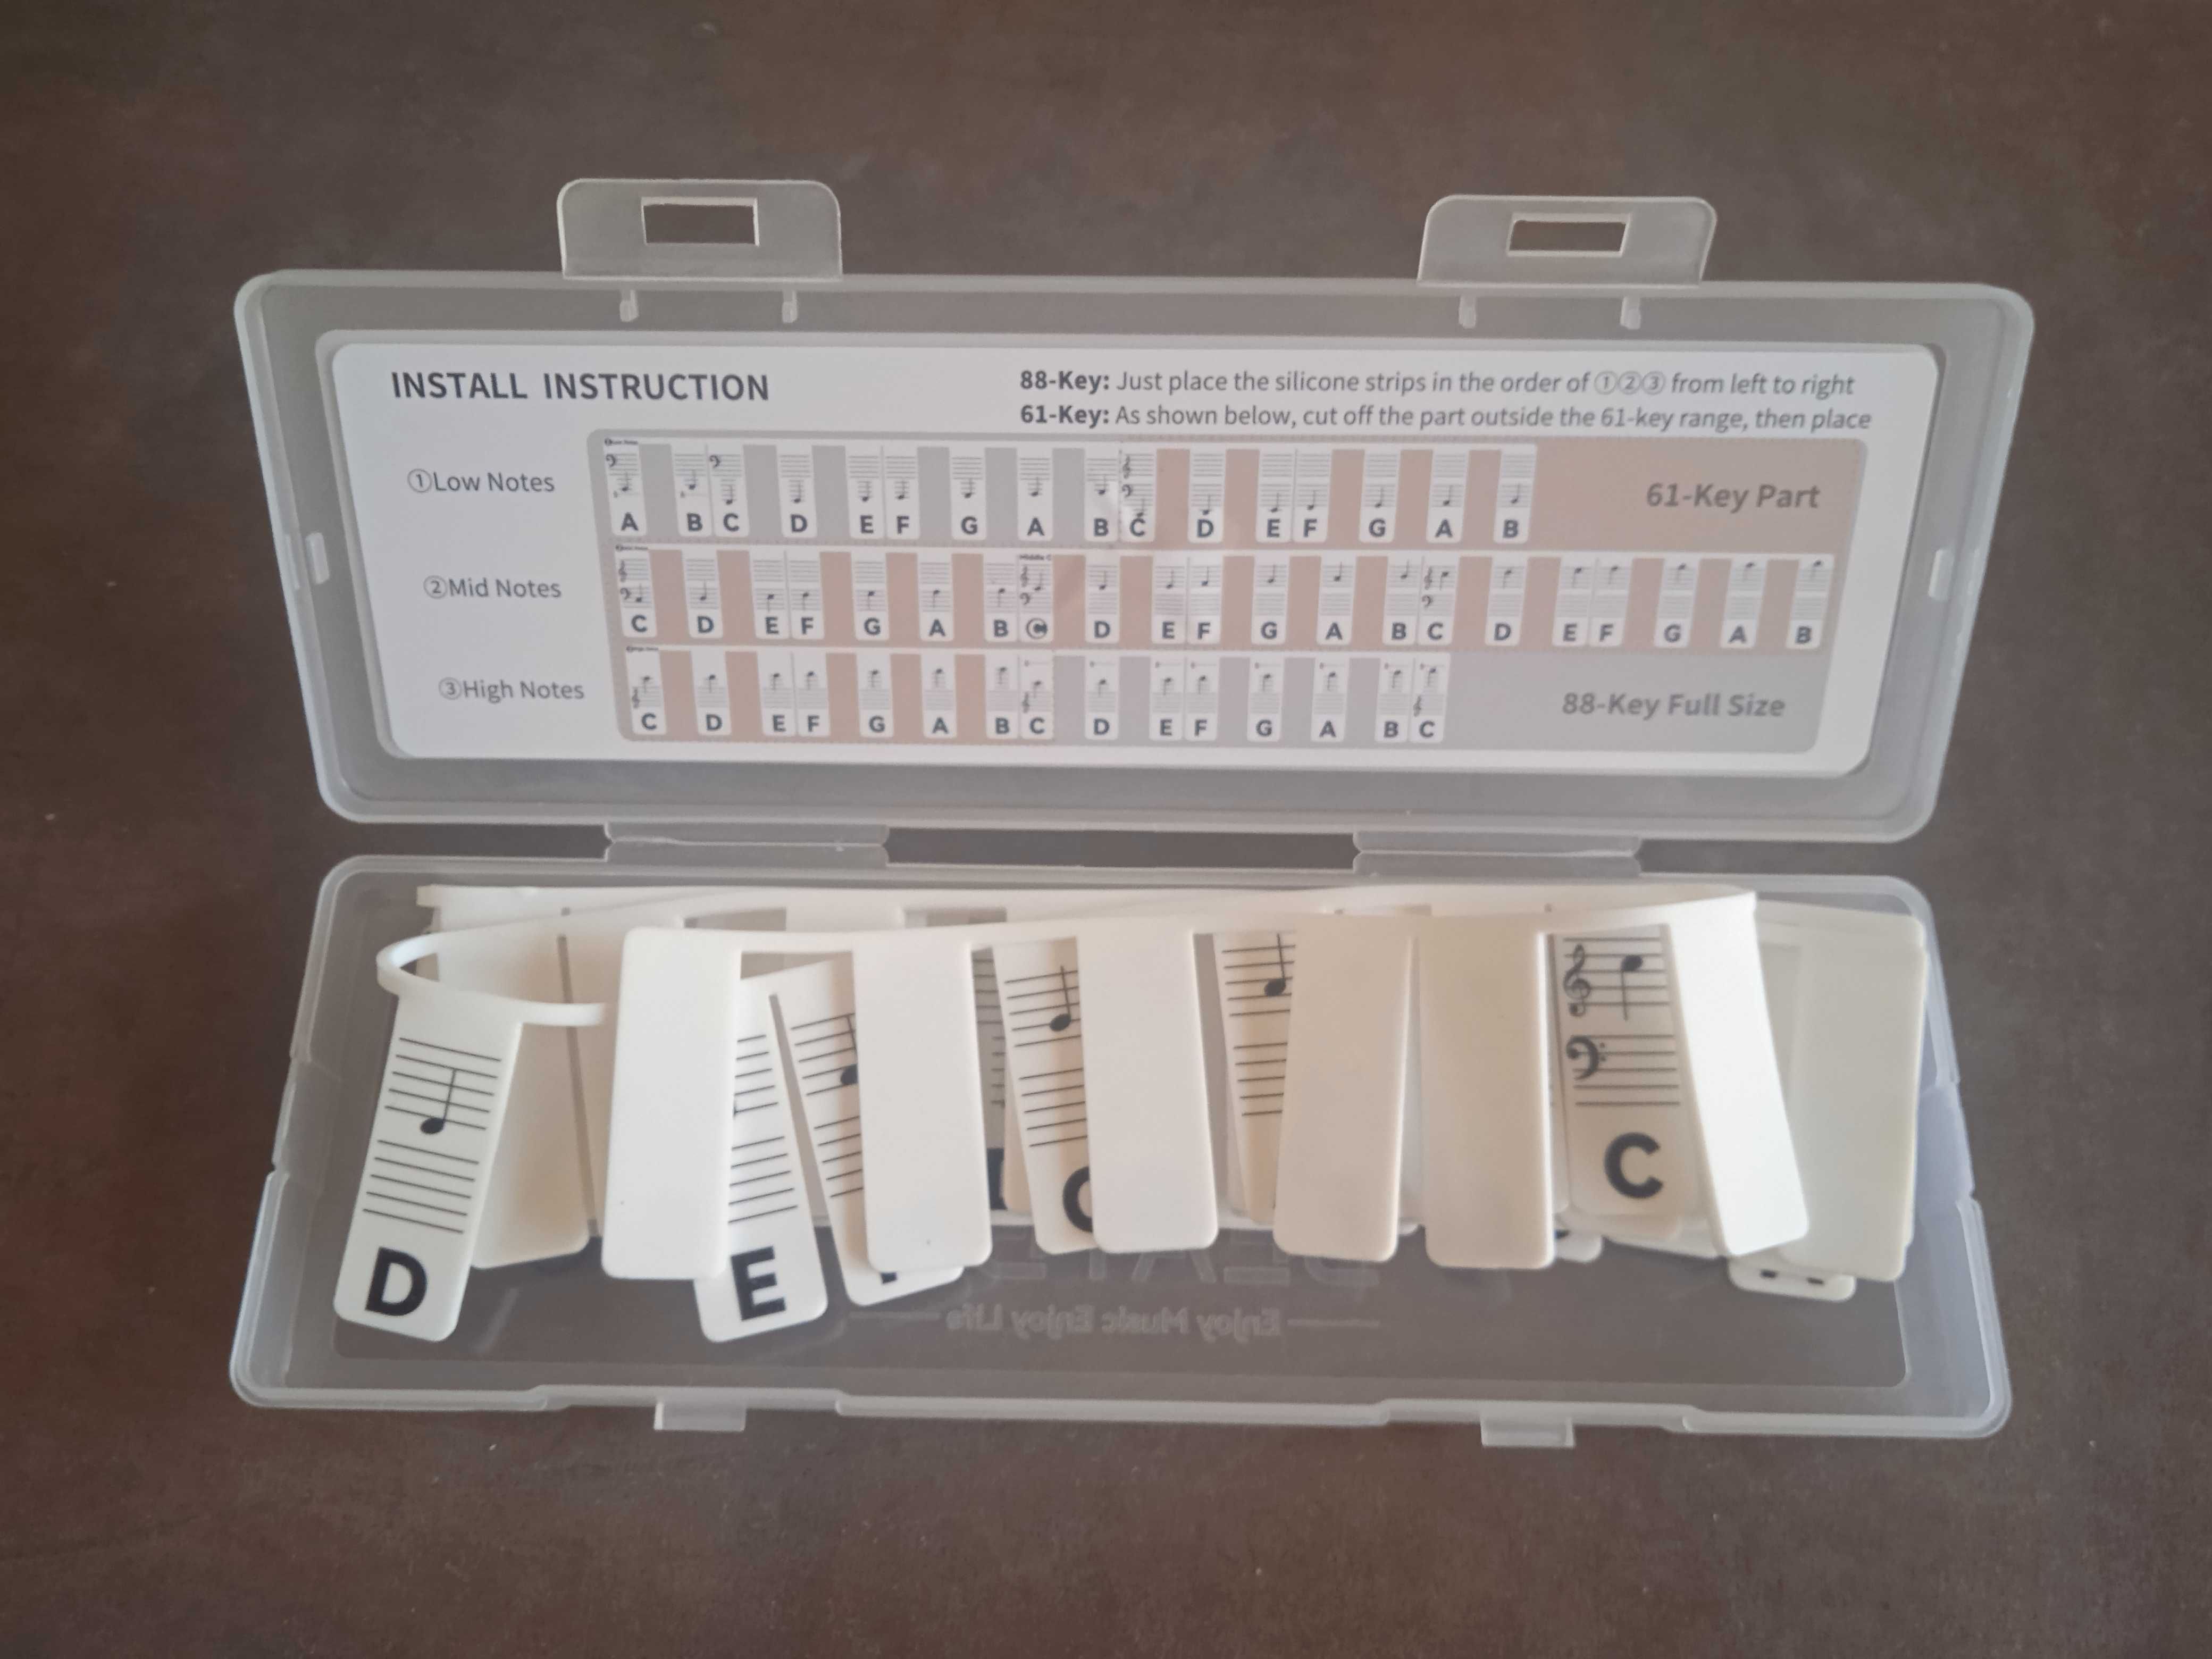 INSTALL INSTRUCTION
88-Key: Just place the silicone strips in the order of ①②③ from left to right
61-Key: As shown below, cut off the part outside the 61-key range, then place
①Low Notes
A B C D E F G A B C D E F G A B
61-Key Part
②Mid Notes
Middle C
C D E F G A B C D E F G A B C D E F G A B
③High Notes
C D E F G A B C D E F G A B C
88-Key Full Size
C
D
E
Enjoy Music Enjoy Life